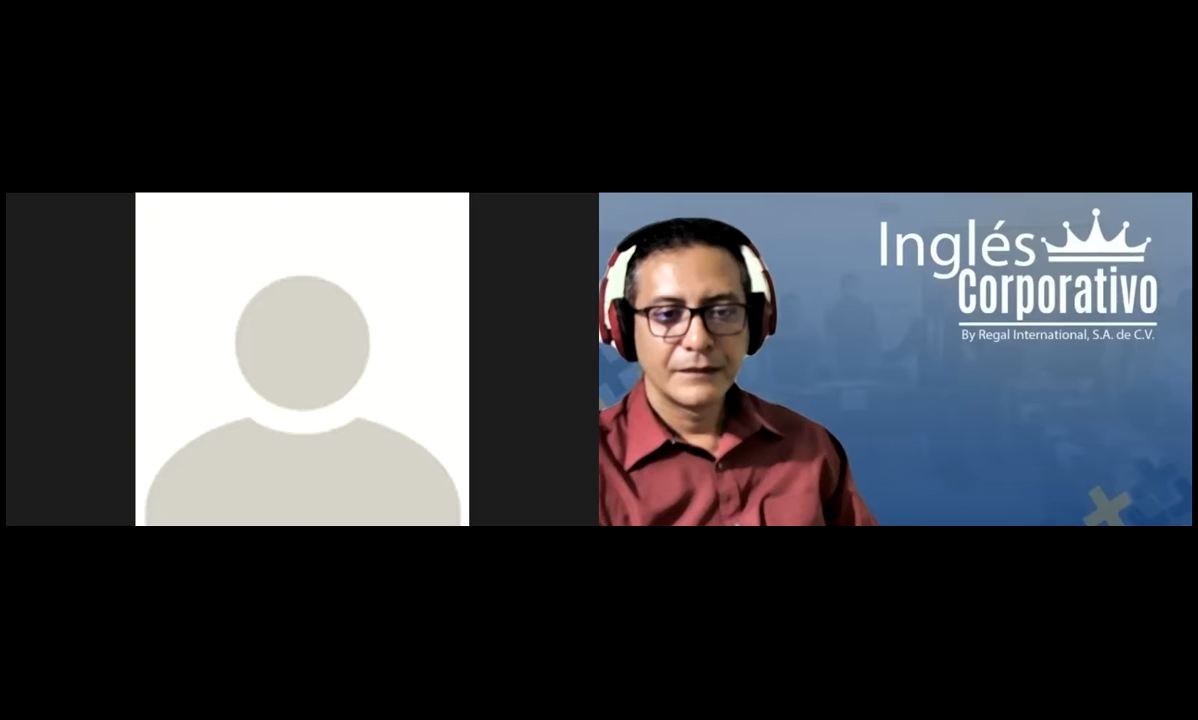 Inglés
Corporativo
By Regal International, S.A. de C.V.